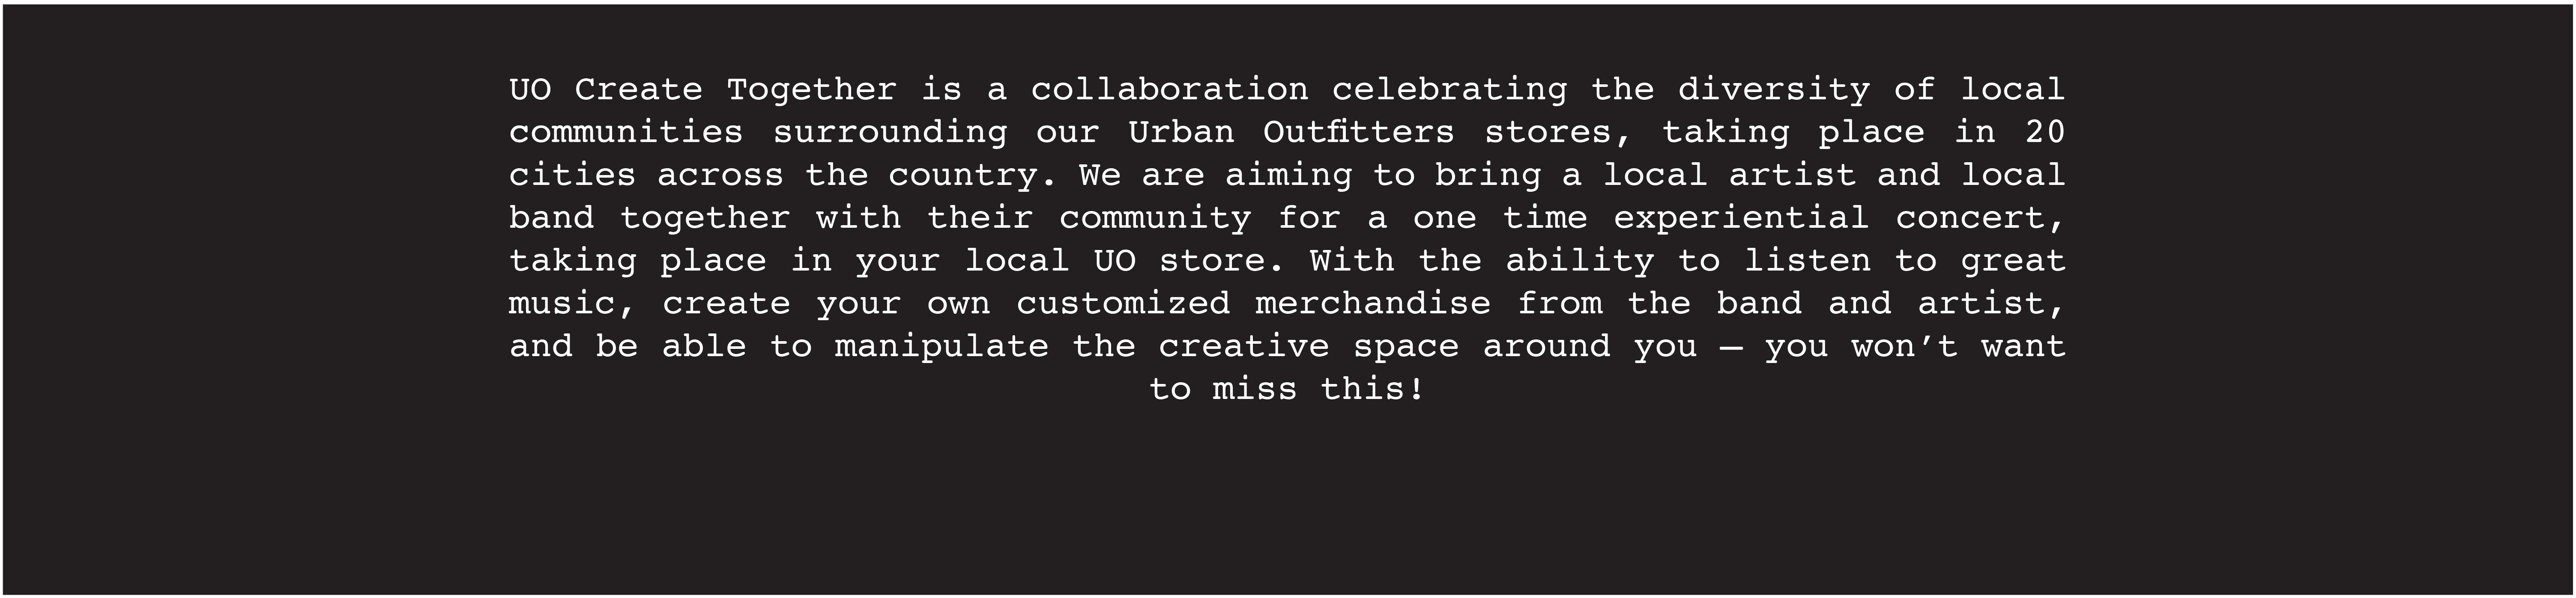 UO Create Together is a collaboration celebrating the diversity of local
communities surrounding our Urban Outfitters stores, taking place in 20
cities across the country. We are aiming to bring a local artist and local
band together with their community for a one time experiential concert,
taking place in your local UO store. With the ability to listen to great
music, create your own customized merchandise from the band and artist,
and be able to manipulate the creative space around you — you won’t want
to miss this!